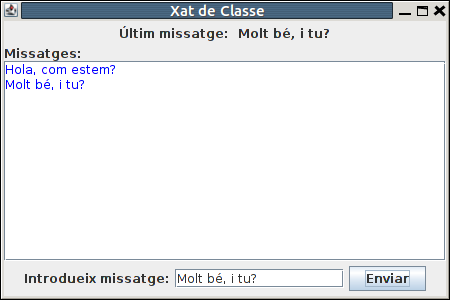 Xat de Classe
Últim missatge: Molt bé, i tu?
Missatges:
Hola, com estem?
Molt bé, i tu?
Introdueix missatge: Molt bé, i tu? Enviar